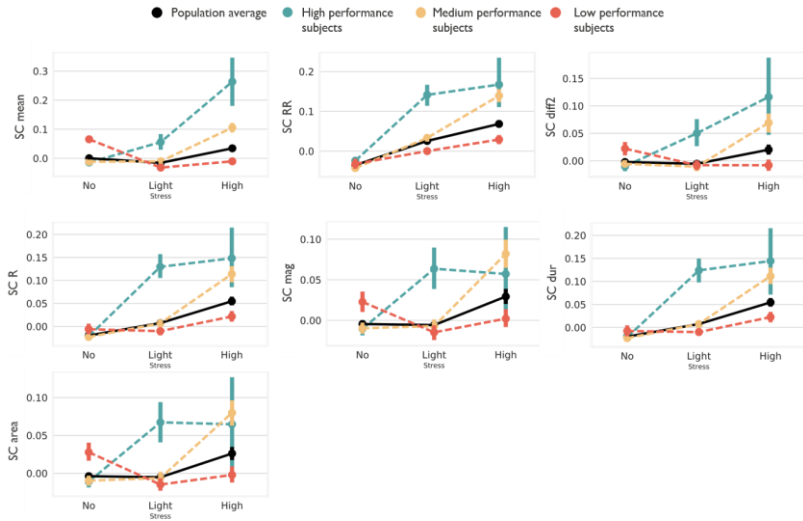 Population average
High performance
subjects
Medium performance
subjects
Low performance
subjects
SC mean
0.3
0.2
0.1
0.0
No Light High
Stress
SC RR
0.2
0.1
0.0
No Light High
Stress
SC diff2
0.15
0.10
0.05
0.00
No Light High
Stress
SC R
0.20
0.15
0.10
0.05
0.00
No Light High
Stress
SC mag
0.10
0.05
0.00
No Light High
Stress
SC dur
0.20
0.15
0.10
0.05
0.00
No Light High
Stress
SC area
0.10
0.05
0.00
No Light High
Stress